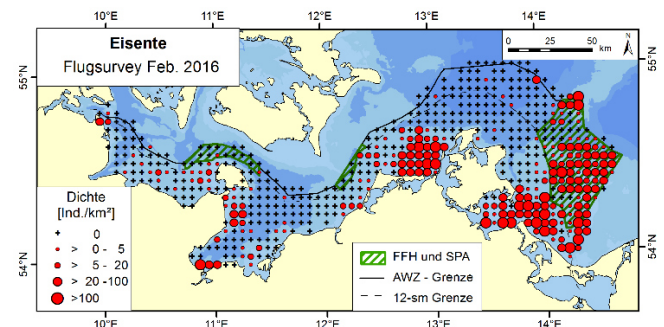 10°E 11°E 12°E 13°E 14°E
Eisente
Flugsurvey Feb. 2016
0 25 50
km
N
55°N
55°N
Dichte
[Ind./km²]
0
> 0 - 5
> 5 - 20
> 20 -100
>100
FFH und SPA
AWZ - Grenze
12-sm Grenze
54°N
54°N
10°E 11°E 12°E 13°E 14°E